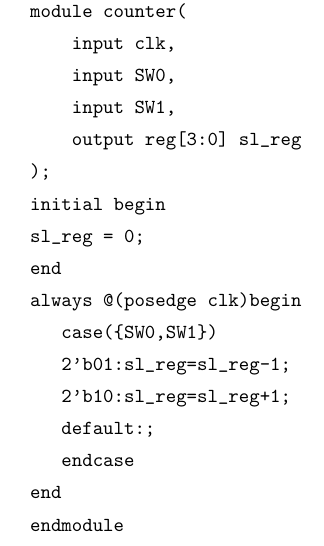 module counter(
    input clk,
    input SW0,
    input SW1,
    output reg[3:0] sl_reg
);
initial begin
sl_reg = 0;
end
always @(posedge clk)begin
   case({SW0,SW1})
   2’b01:sl_reg=sl_reg-1;
   2’b10:sl_reg=sl_reg+1;
   default:;
   endcase
end
endmodule